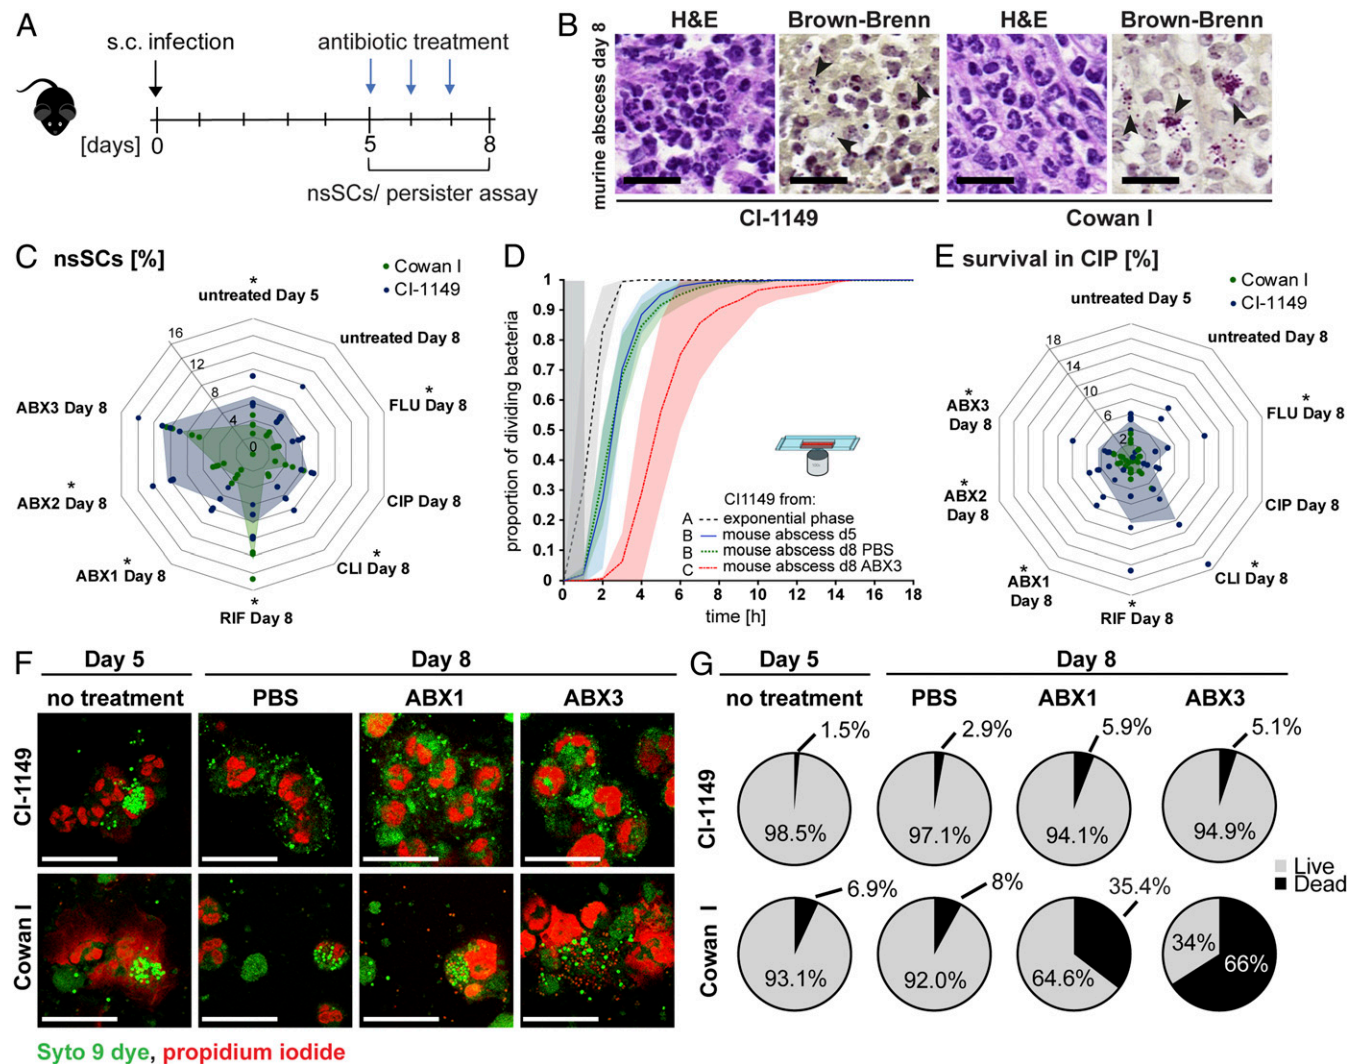 A
s.c. infection
antibiotic treatment
[days]
0
5
8
nsSCs/ persister assay
B
murine abscess day 8
H&E
Brown-Brenn
H&E
Brown-Brenn
CI-1149
Cowan I
C nsSCs [%]
Cowan I
CI-1149
*
untreated Day 5
untreated Day 8
*
FLU Day 8
CIP Day 8
*
CLI Day 8
*
RIF Day 8
*
ABX1 Day 8
*
ABX2 Day 8
ABX3 Day 8
16
12
8
4
0
D
proportion of dividing bacteria
1
0.9
0.8
0.7
0.6
0.5
0.4
0.3
0.2
0.1
0
0 2 4 6 8 10 12 14 16 18
time [h]
CI1149 from:
A exponential phase
B mouse abscess d5
B mouse abscess d8 PBS
C mouse abscess d8 ABX3
E survival in CIP [%]
Cowan I
CI-1149
untreated Day 5
untreated Day 8
*
FLU Day 8
CIP Day 8
*
CLI Day 8
*
RIF Day 8
*
ABX1
Day 8
*
ABX2
Day 8
*
ABX3
Day 8
18
14
10
6
2
F
Day 5
Day 8
no treatment
PBS
ABX1
ABX3
CI-1149
Cowan I
Syto 9 dye, propidium iodide
G
Day 5
Day 8
no treatment
PBS
ABX1
ABX3
CI-1149
1.5%
98.5%
2.9%
97.1%
5.9%
94.1%
5.1%
94.9%
Live
Dead
Cowan I
6.9%
93.1%
8%
92.0%
35.4%
64.6%
34%
66%